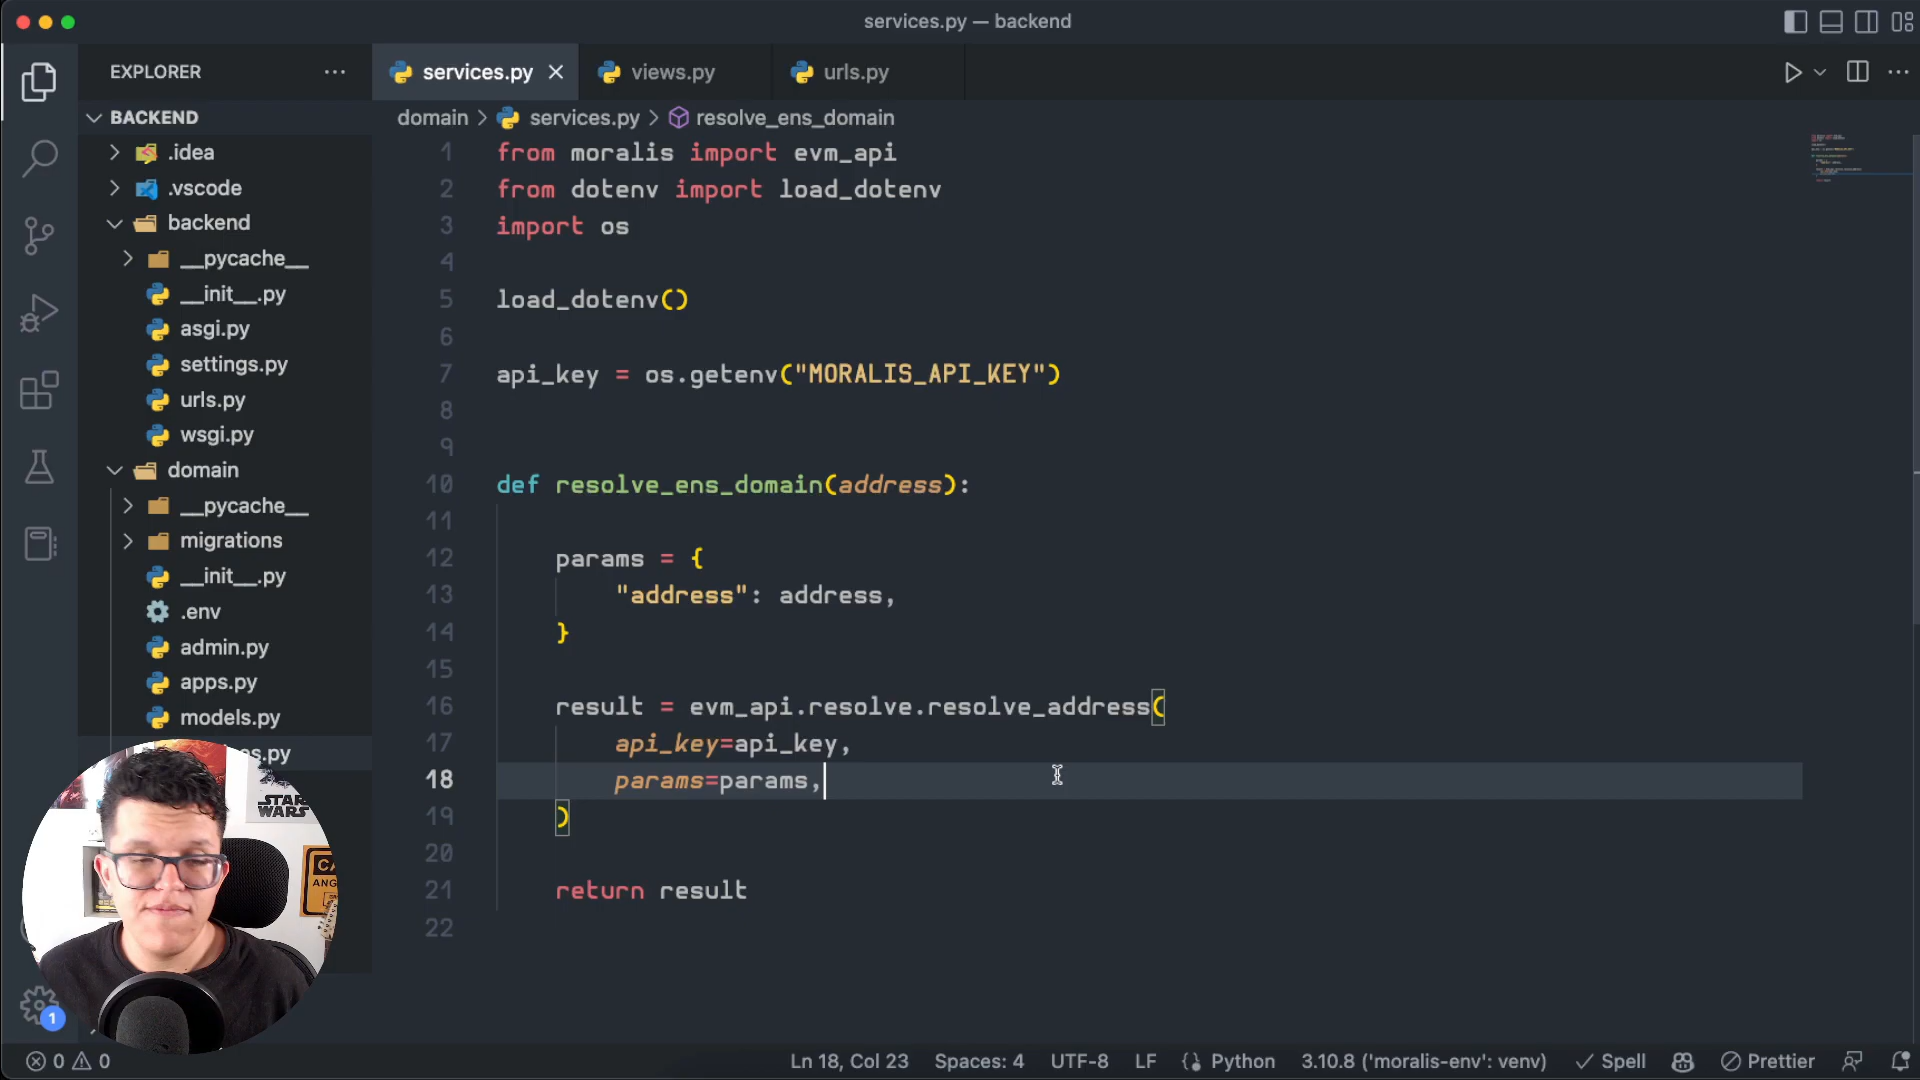 services.py — backend
EXPLORER
services.py
views.py
urls.py
BACKEND
.idea
.vscode
backend
__pycache__
__init__.py
asgi.py
settings.py
urls.py
wsgi.py
domain
__pycache__
migrations
__init__.py
.env
admin.py
apps.py
models.py
es.py
domain > services.py > resolve_ens_domain
1 from moralis import evm_api
2 from dotenv import load_dotenv
3 import os
4
5 load_dotenv()
6
7 api_key = os.getenv("MORALIS_API_KEY")
8
9
10 def resolve_ens_domain(address):
11
12 params = {
13 "address": address,
14 }
15
16 result = evm_api.resolve.resolve_address(
17 api_key=api_key,
18 params=params,
19 )
20
21 return result
22
STAR
CA
ANG
1
0 0
Ln 18, Col 23
Spaces: 4
UTF-8
LF
Python
3.10.8 ('moralis-env': venv)
Spell
Prettier